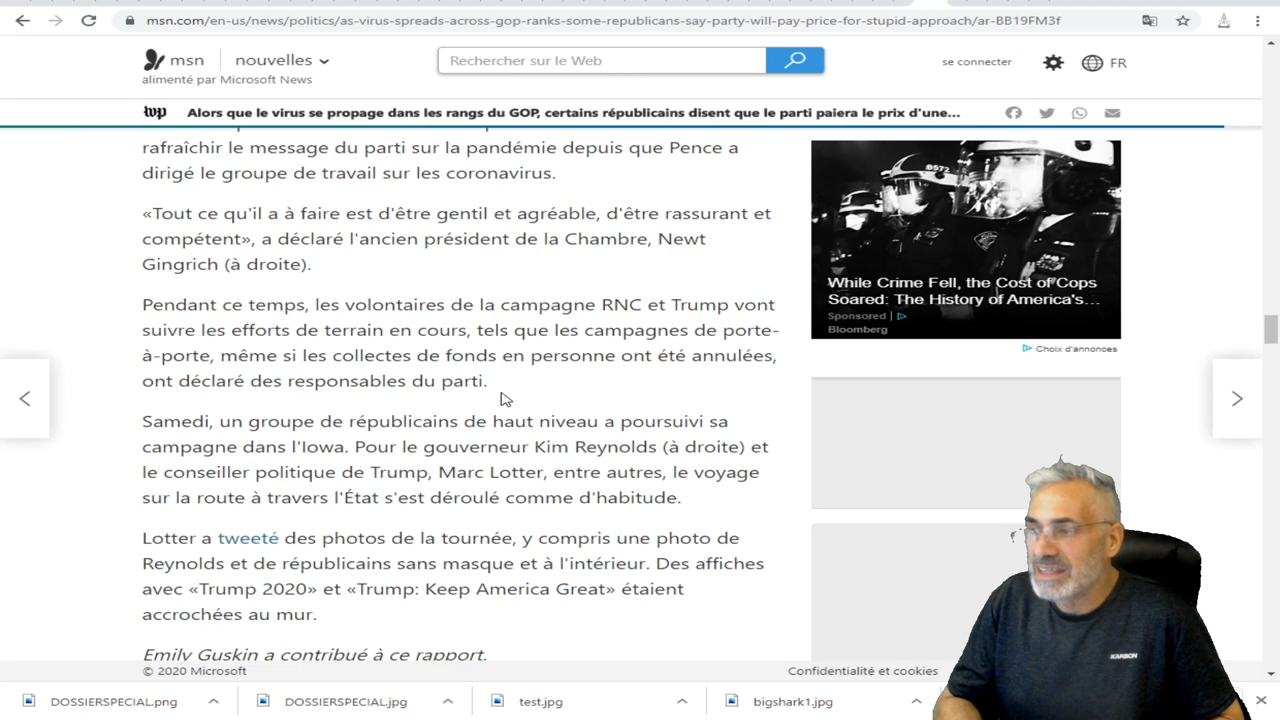 msn.com/en-us/news/politics/as-virus-spreads-across-gop-ranks-some-republicans-say-party-will-pay-price-for-stupid-approach/ar-BB19FM3f
msn nouvelles
Rechercher sur le Web
se connecter
FR
alimenté par Microsoft News
wp Alors que le virus se propage dans les rangs du GOP, certains républicains disent que le parti paiera le prix d'une...
rafraîchir le message du parti sur la pandémie depuis que Pence a
dirigé le groupe de travail sur les coronavirus.
«Tout ce qu'il a à faire est d'être gentil et agréable, d'être rassurant et
compétent», a déclaré l'ancien président de la Chambre, Newt
Gingrich (à droite).
Pendant ce temps, les volontaires de la campagne RNC et Trump vont
suivre les efforts de terrain en cours, tels que les campagnes de porte-
à-porte, même si les collectes de fonds en personne ont été annulées,
ont déclaré des responsables du parti.
Samedi, un groupe de républicains de haut niveau a poursuivi sa
campagne dans l'Iowa. Pour le gouverneur Kim Reynolds (à droite) et
le conseiller politique de Trump, Marc Lotter, entre autres, le voyage
sur la route à travers l'État s'est déroulé comme d'habitude.
Lotter a tweeté des photos de la tournée, y compris une photo de
Reynolds et de républicains sans masque et à l'intérieur. Des affiches
avec «Trump 2020» et «Trump: Keep America Great» étaient
accrochées au mur.
Emily Guskin a contribué à ce rapport.
8572
While Crime Fell, the Cost of Cops
Soared: The History of America's...
Sponsored
Bloomberg
Choix d'annonces
KARBON
© 2020 Microsoft
Confidentialité et cookies
DOSSIERSPECIAL.png
DOSSIERSPECIAL.jpg
test.jpg
bigshark1.jpg